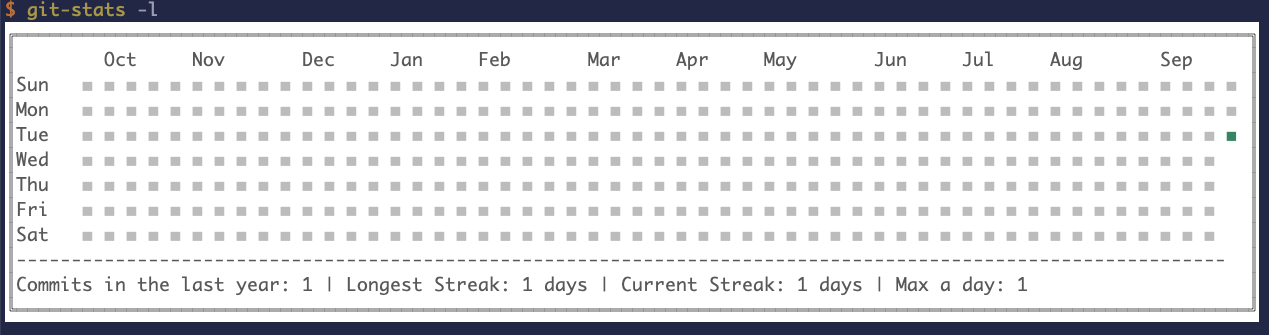 $ git-stats -l
Oct Nov Dec Jan Feb Mar Apr May Jun Jul Aug Sep
Sun
Mon
Tue
Wed
Thu
Fri
Sat
Commits in the last year: 1 | Longest Streak: 1 days | Current Streak: 1 days | Max a day: 1